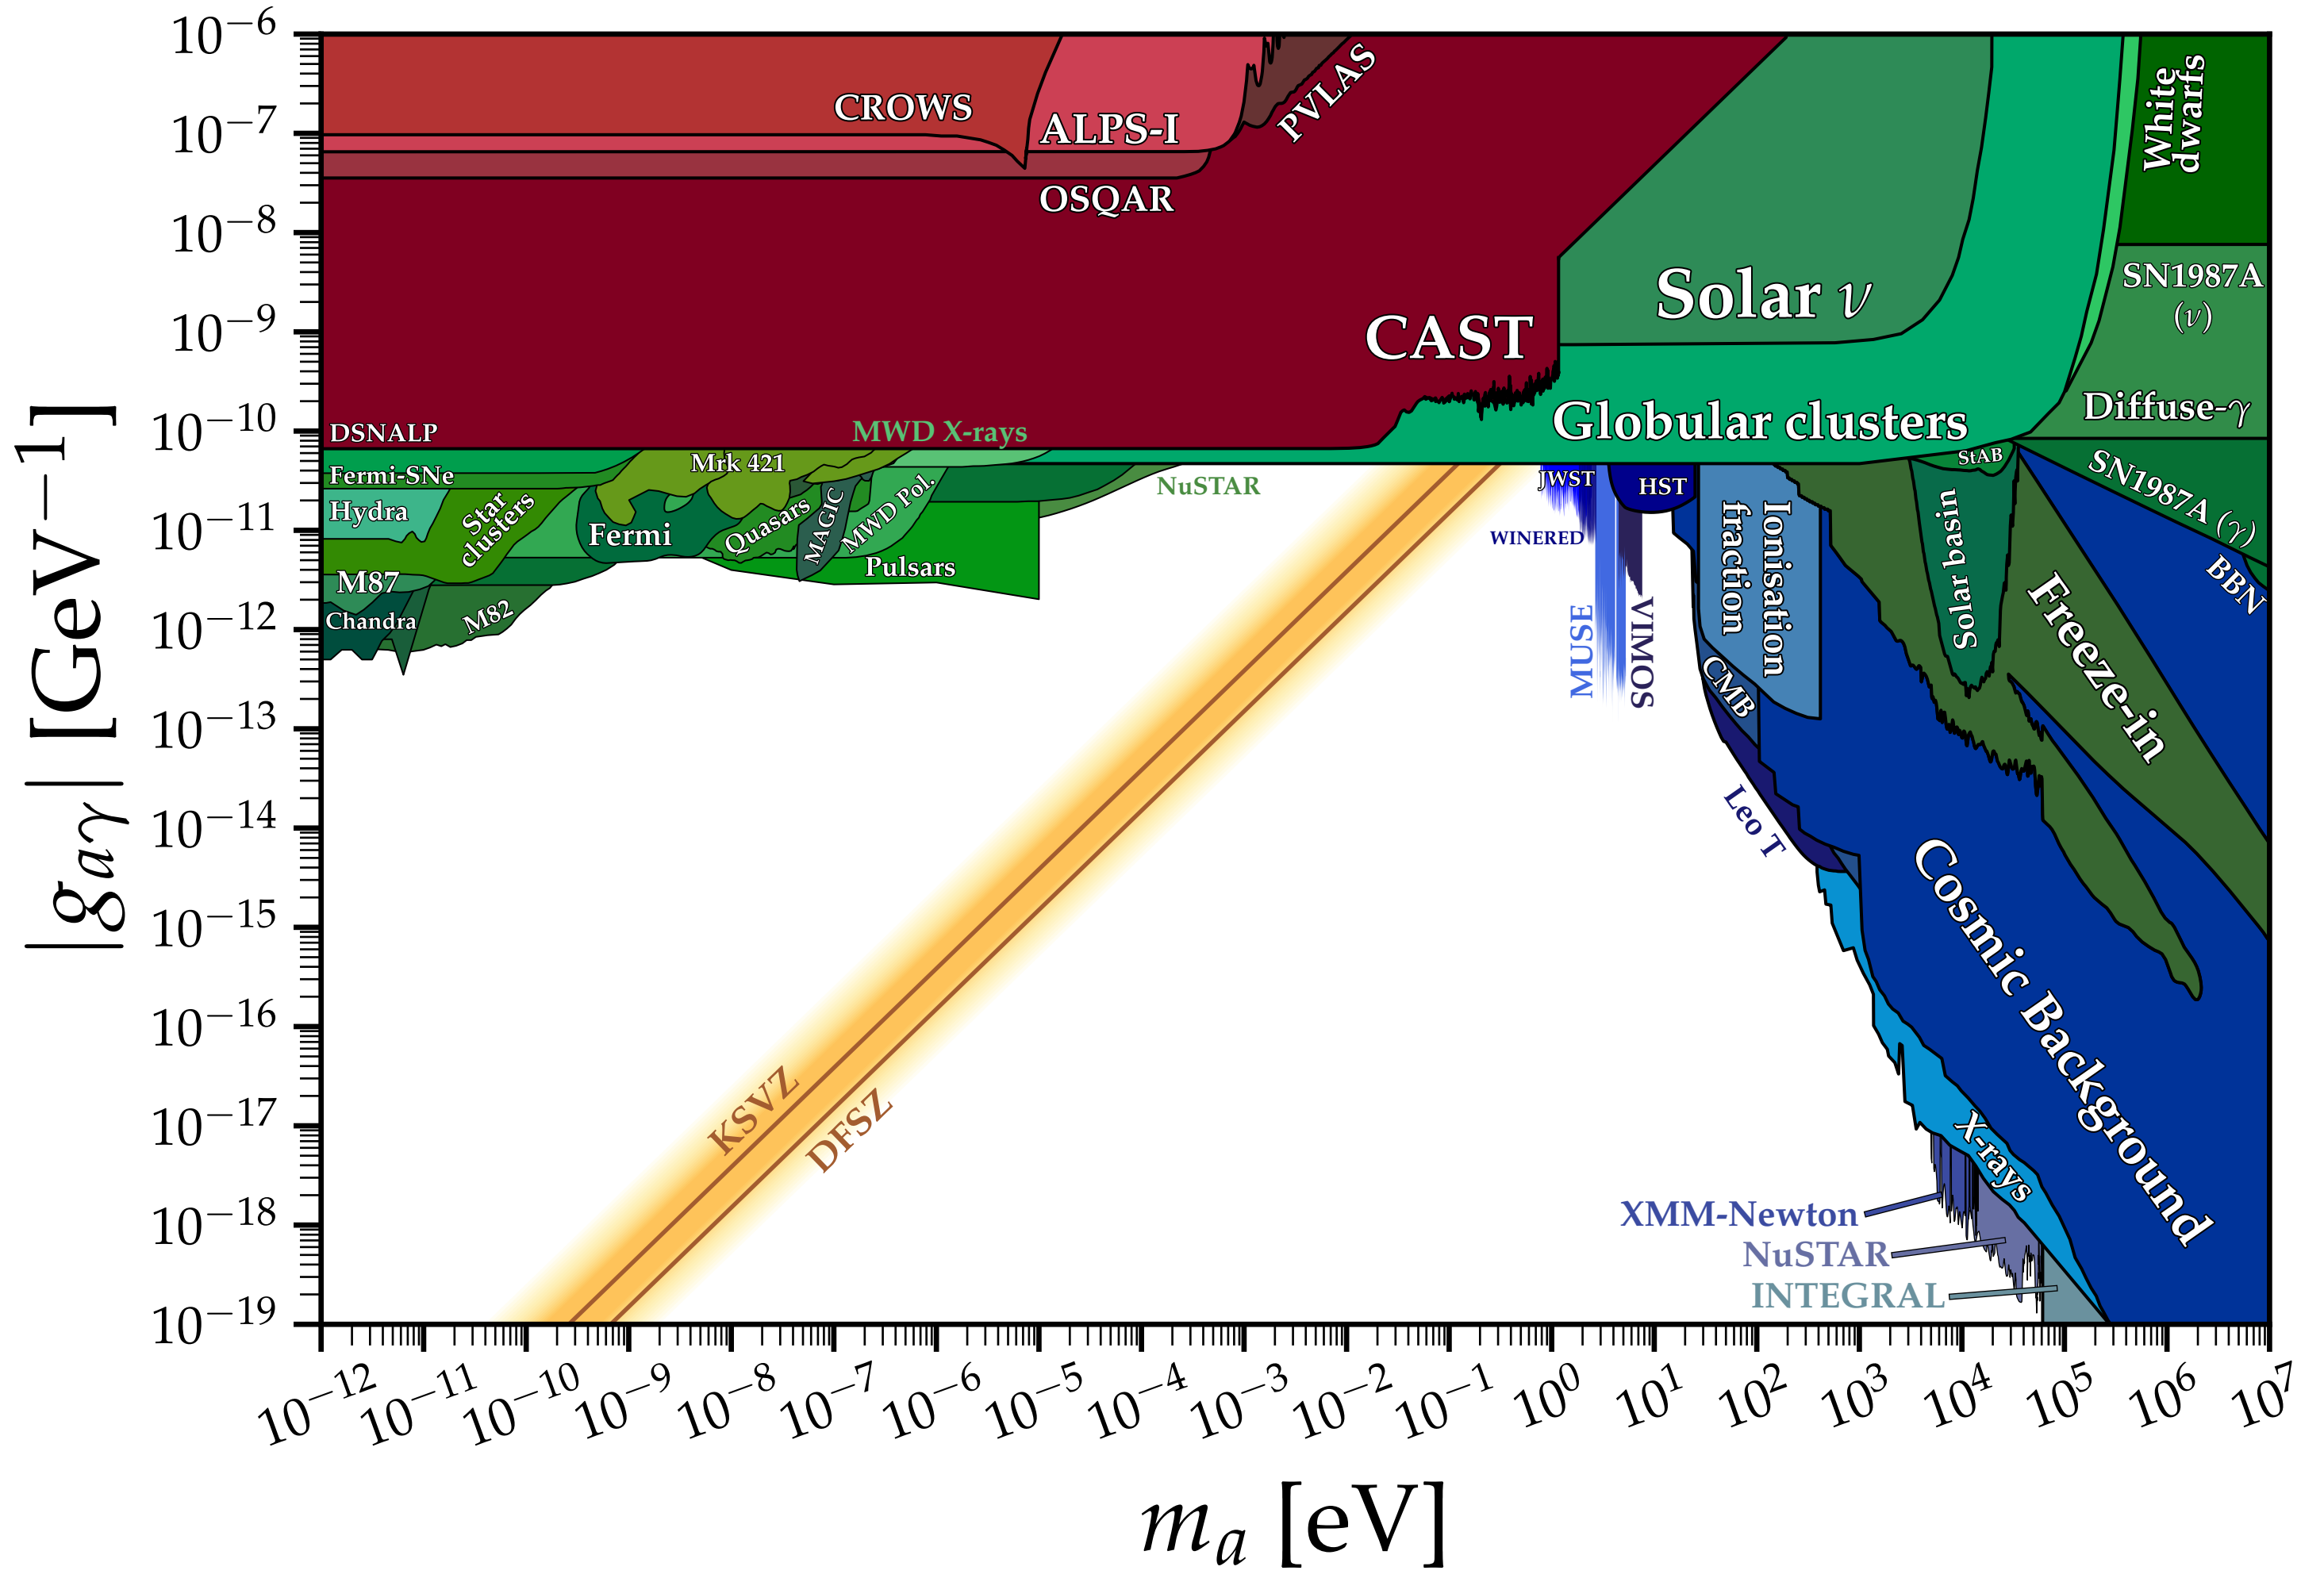 |g_{aγ}| [GeV^{−1}]
10^{−6}
10^{−7}
10^{−8}
10^{−9}
10^{−10}
10^{−11}
10^{−12}
10^{−13}
10^{−14}
10^{−15}
10^{−16}
10^{−17}
10^{−18}
10^{−19}
CROWS
ALPS-I
PVLAS
OSQAR
CAST
Solar ν
Globular clusters
White
dwarfs
SN1987A
(ν)
Diffuse-γ
DSNALP
MWD X-rays
Fermi-SNe
Mrk 421
Hydra
Star
clusters
Fermi
Quasars
MAGIC
MWD Pol.
NuSTAR
Pulsars
M87
Chandra
M82
JWST
HST
WINERED
MUSE
VIMOS
Ionisation
fraction
CMB
Leo T
StAB
Solar basin
SN1987A (γ)
BBN
Freeze-in
Cosmic Background
KSVZ
DFSZ
X-rays
XMM-Newton
NuSTAR
INTEGRAL
10^{−12}
10^{−11}
10^{−10}
10^{−9}
10^{−8}
10^{−7}
10^{−6}
10^{−5}
10^{−4}
10^{−3}
10^{−2}
10^{−1}
10^{0}
10^{1}
10^{2}
10^{3}
10^{4}
10^{5}
10^{6}
10^{7}
m_a [eV]